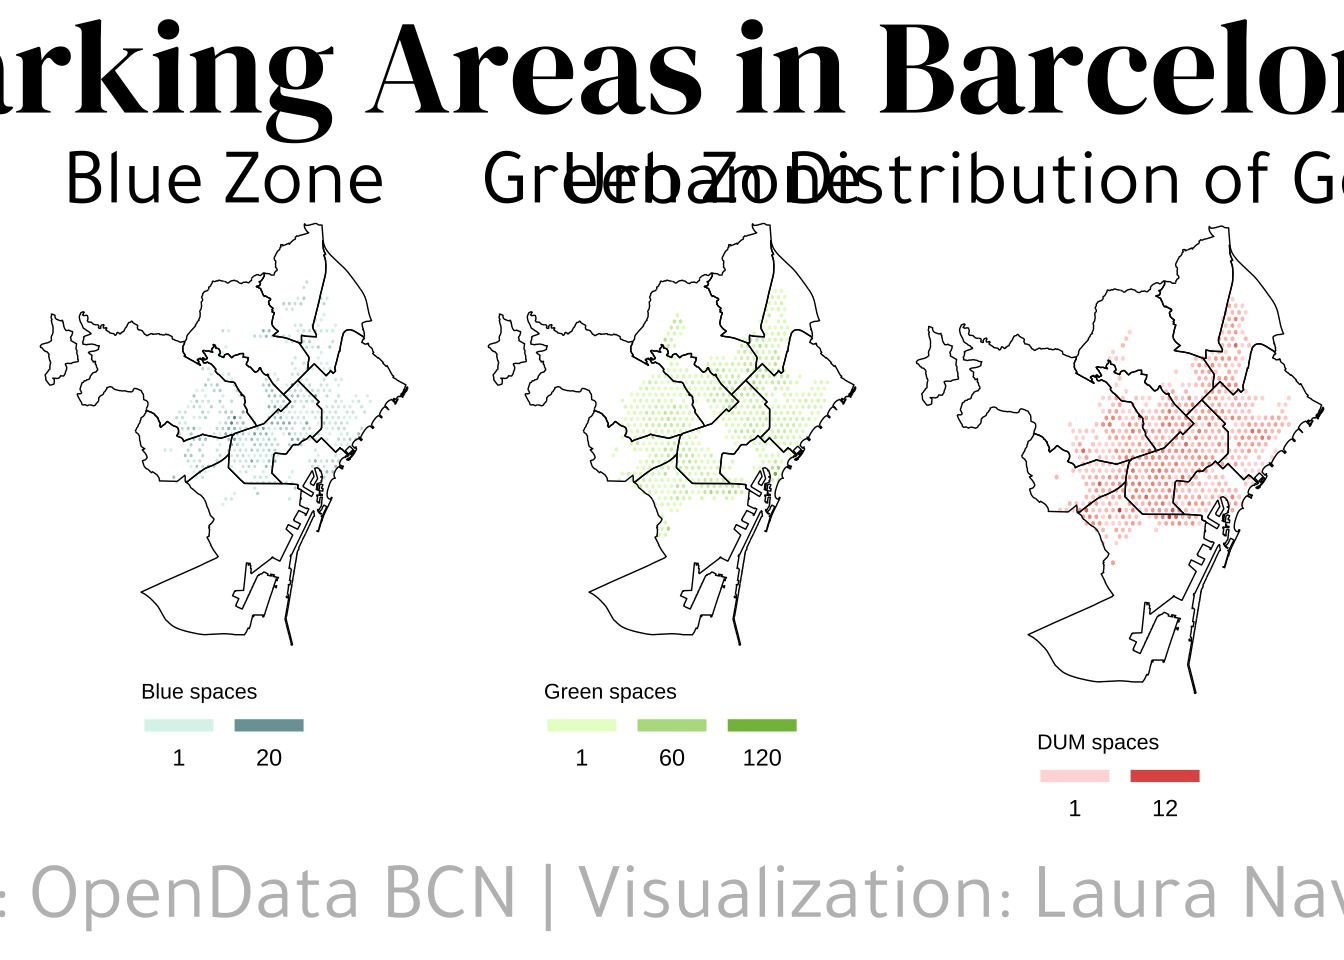 arking Areas in Barcelo
Blue Zone
Green Zone
Urban Distribution of G
Blue spaces
1 20
Green spaces
1 60 120
DUM spaces
1 12
: OpenData BCN | Visualization: Laura Nav